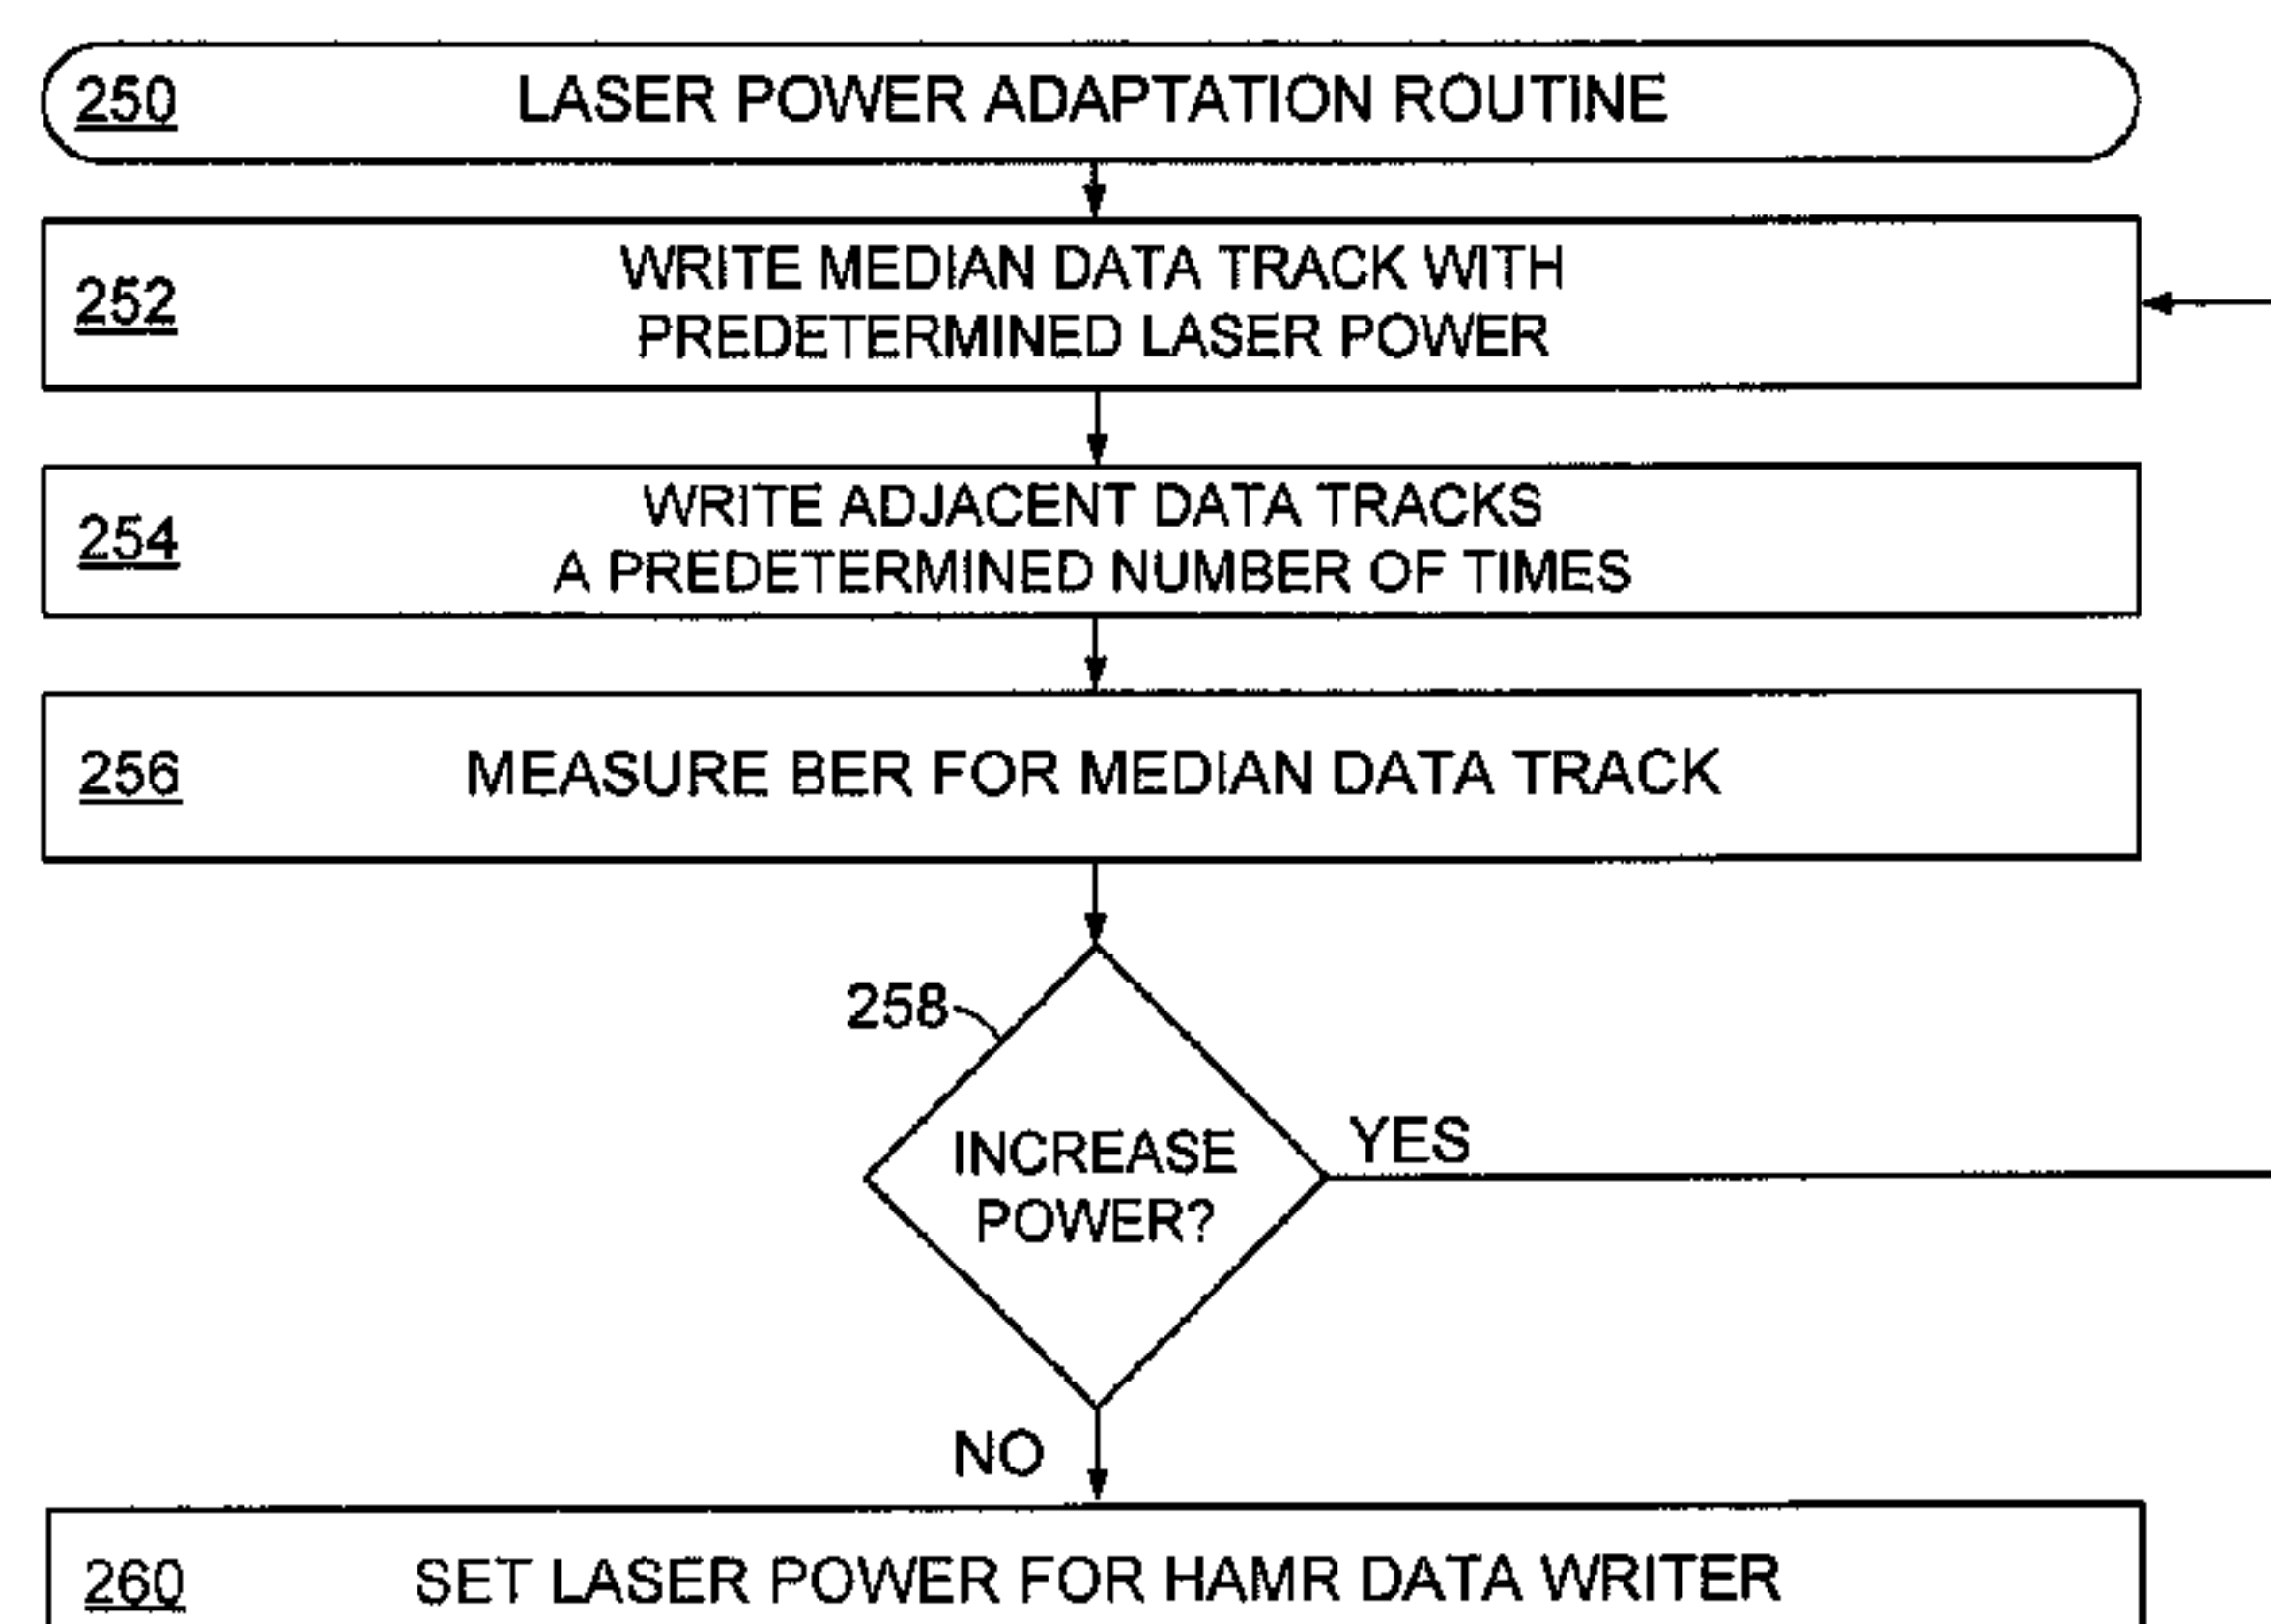 250 LASER POWER ADAPTATION ROUTINE
252 WRITE MEDIAN DATA TRACK WITH
PREDETERMINED LASER POWER
254 WRITE ADJACENT DATA TRACKS
A PREDETERMINED NUMBER OF TIMES
256 MEASURE BER FOR MEDIAN DATA TRACK
258
INCREASE
POWER?
YES
NO
260 SET LASER POWER FOR HAMR DATA WRITER